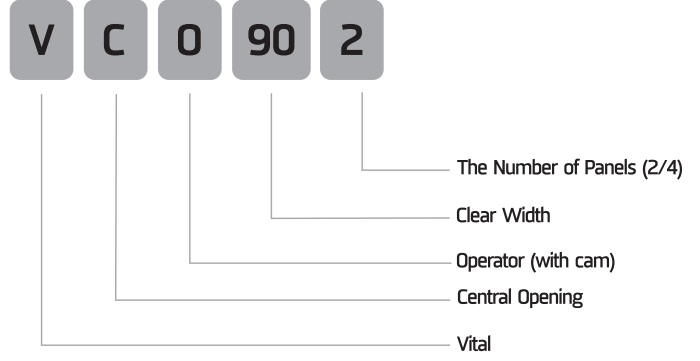 V C O 90 2
The Number of Panels (2/4)
Clear Width
Operator (with cam)
Central Opening
Vital